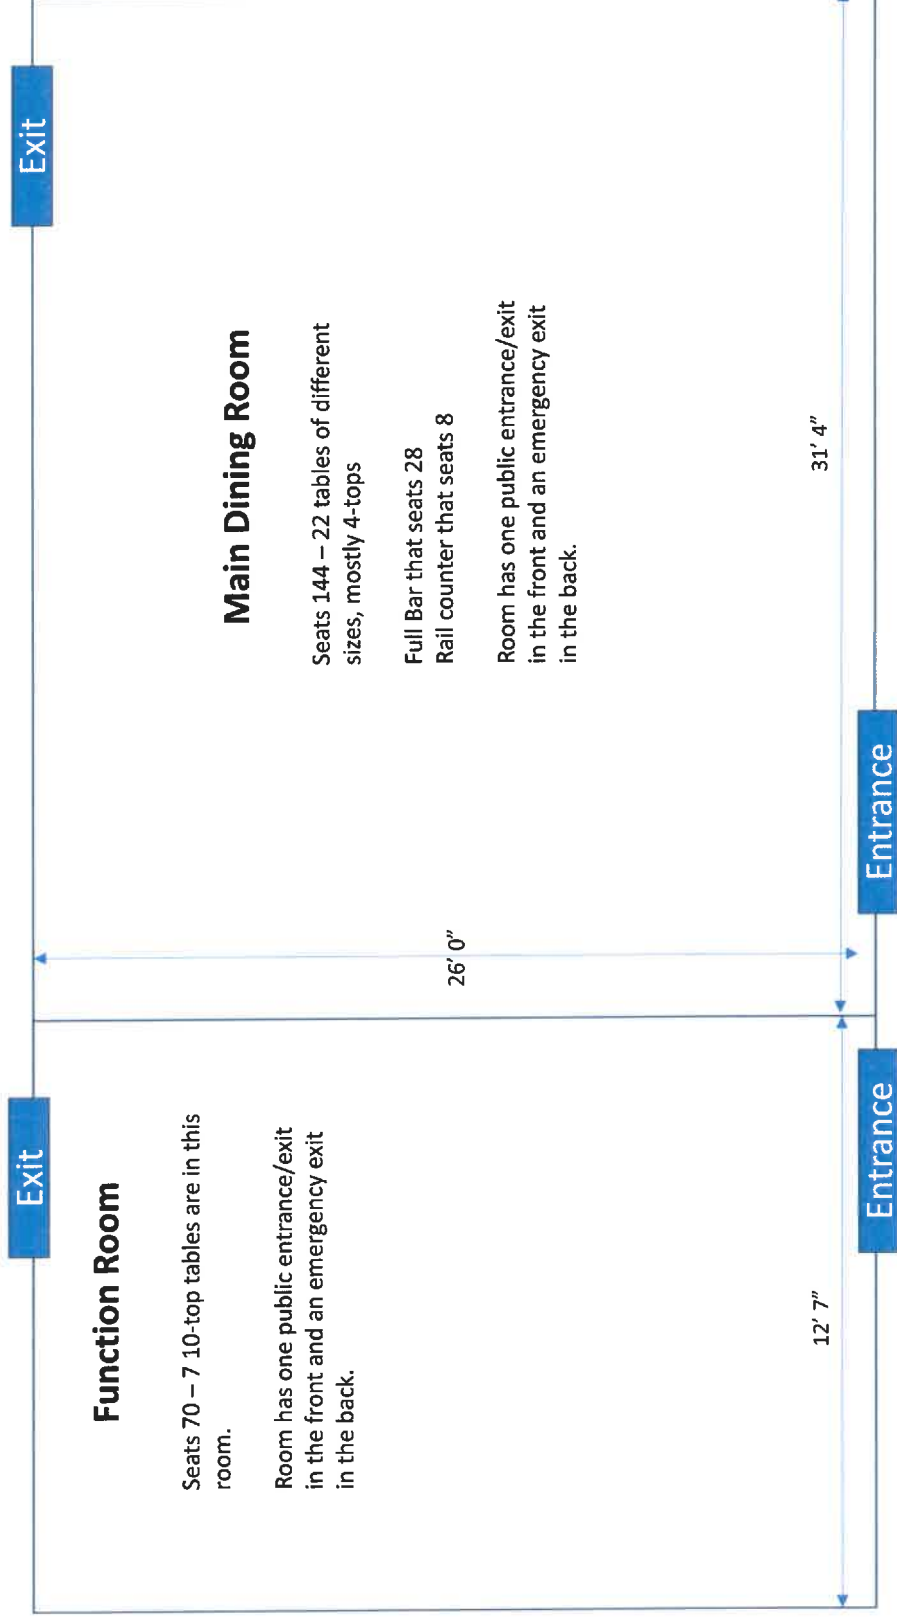 Exit
Exit
Function Room
Seats 70 – 7 10-top tables are in this
room.
Room has one public entrance/exit
in the front and an emergency exit
in the back.
Main Dining Room
Seats 144 – 22 tables of different
sizes, mostly 4-tops
Full Bar that seats 28
Rail counter that seats 8
Room has one public entrance/exit
in the front and an emergency exit
in the back.
26' 0"
12' 7"
31' 4"
Entrance
Entrance